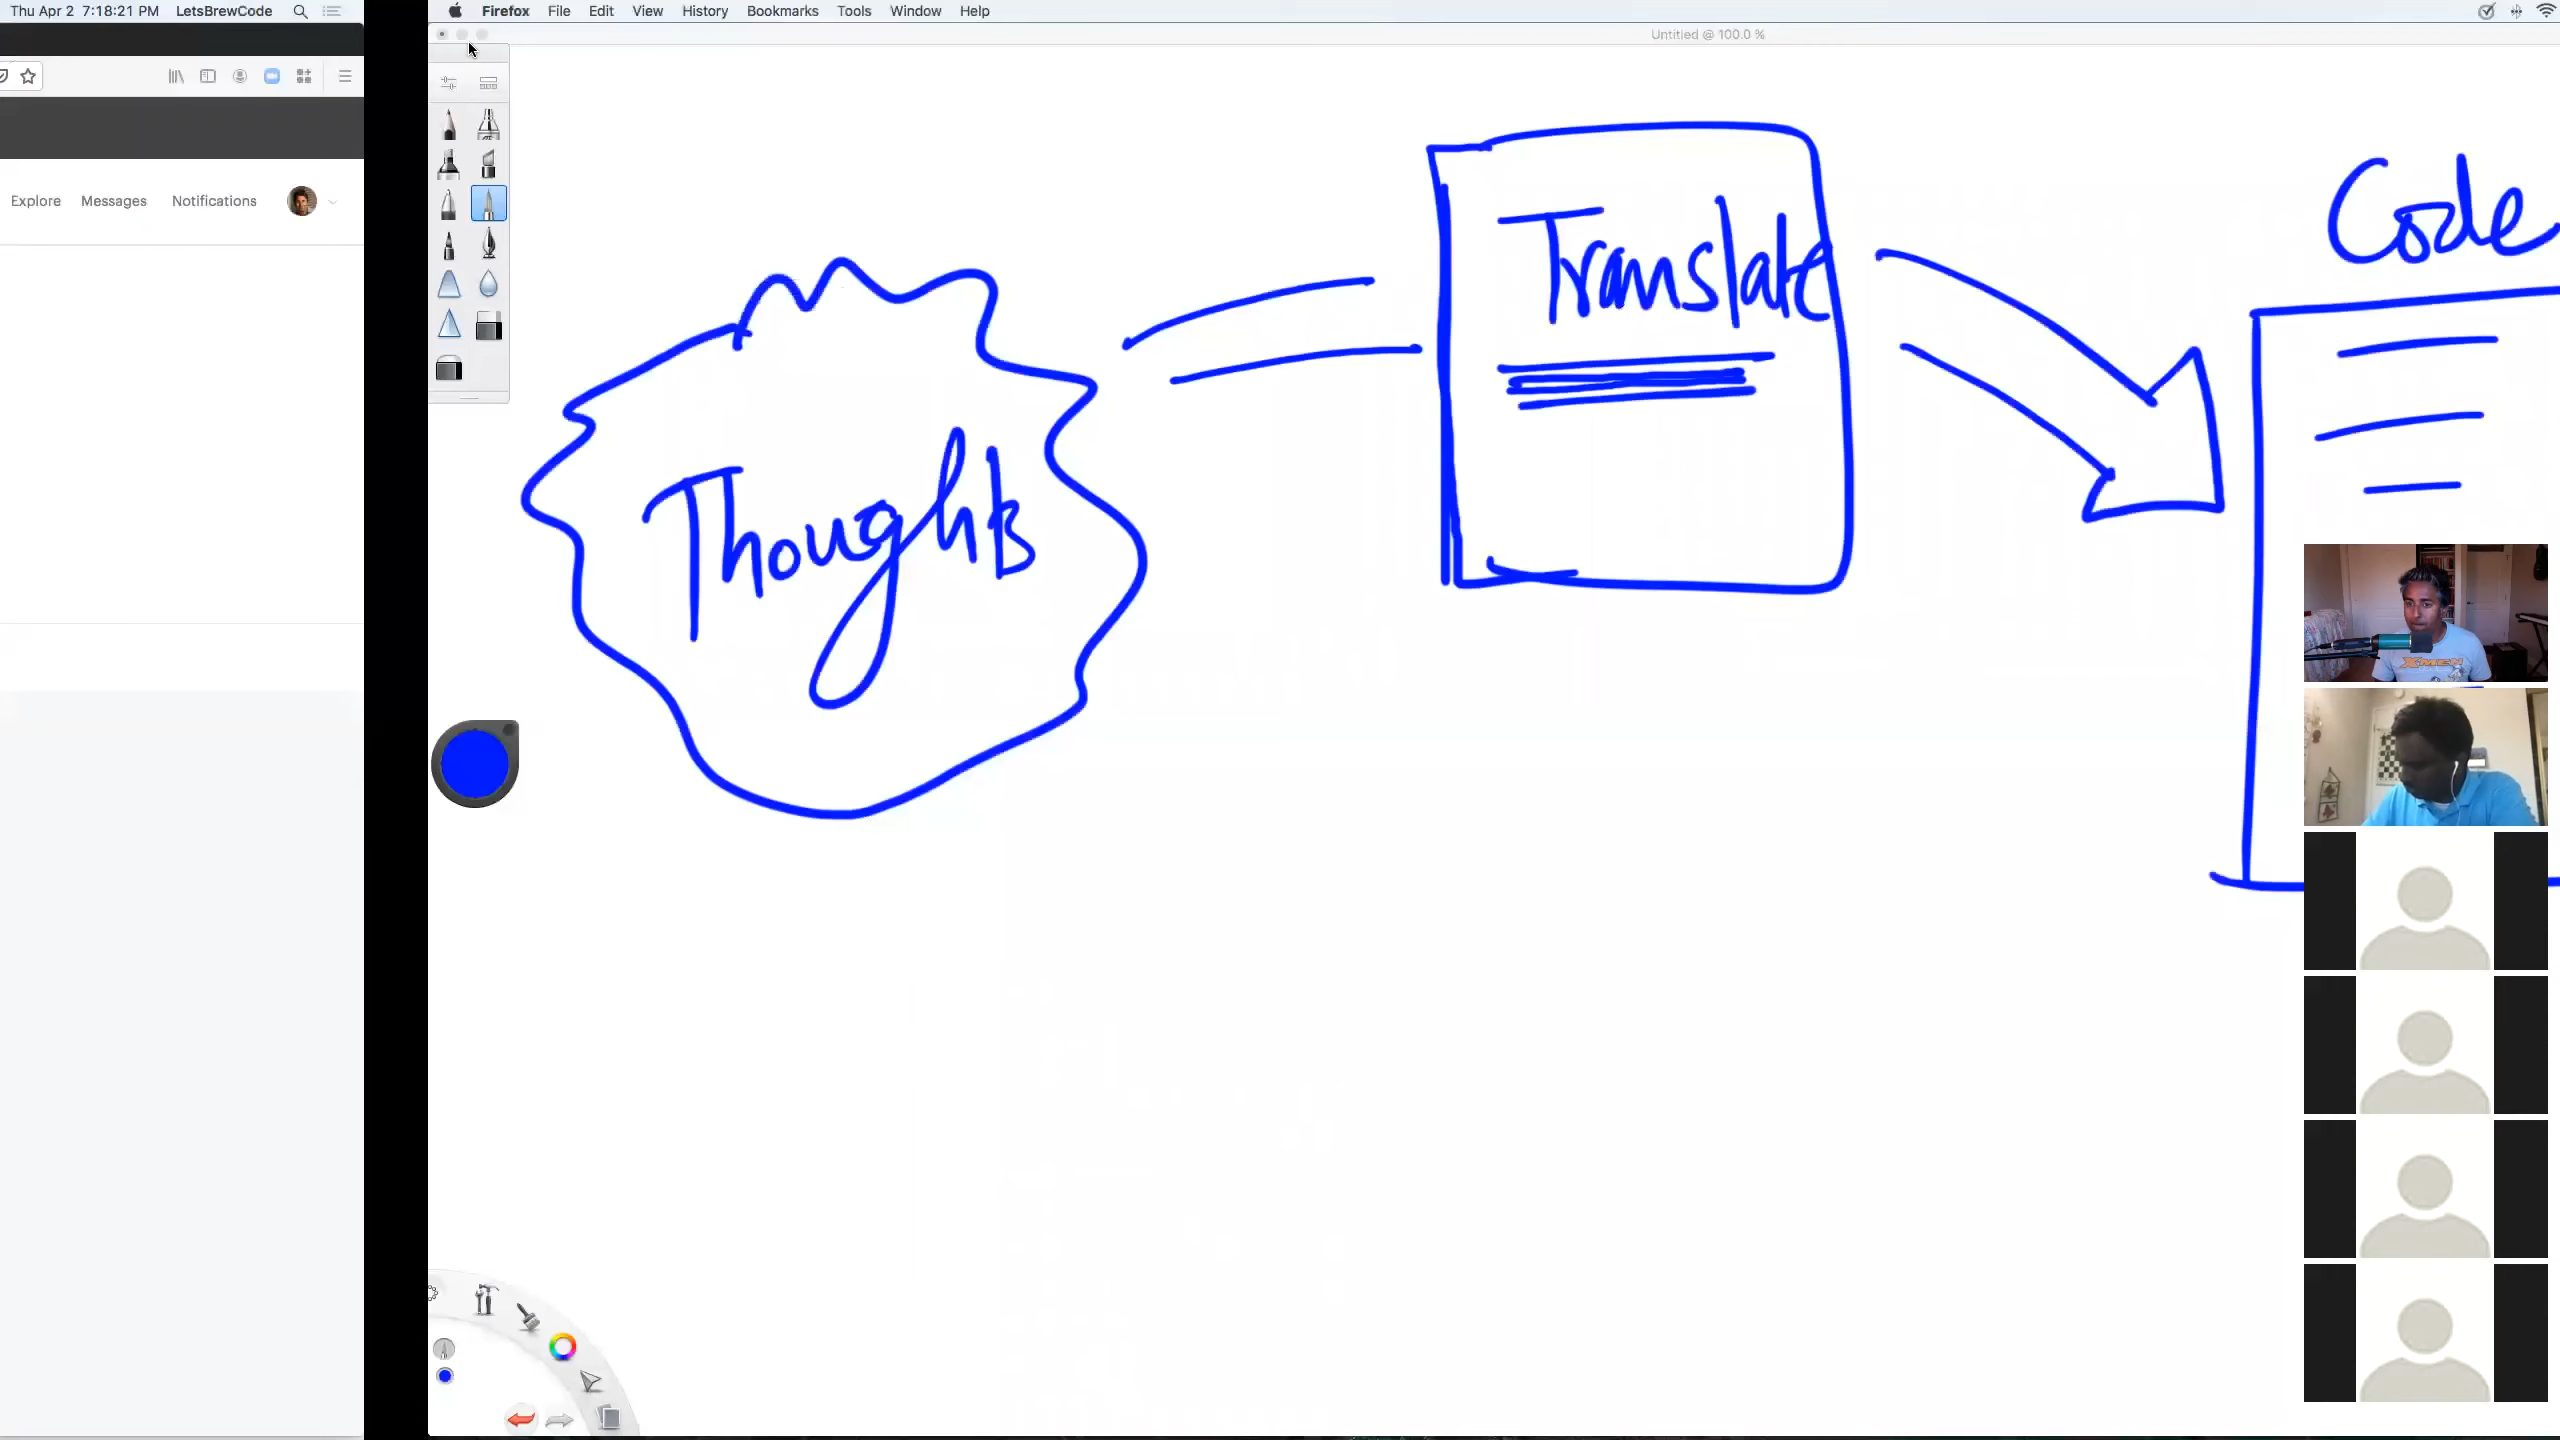 Thu Apr 2 7:18:21 PM LetsBrewCode
Firefox File Edit View History Bookmarks Tools Window Help
Untitled @ 100.0 %
Explore Messages Notifications
Thoughts
Translate
Code
X-MEN